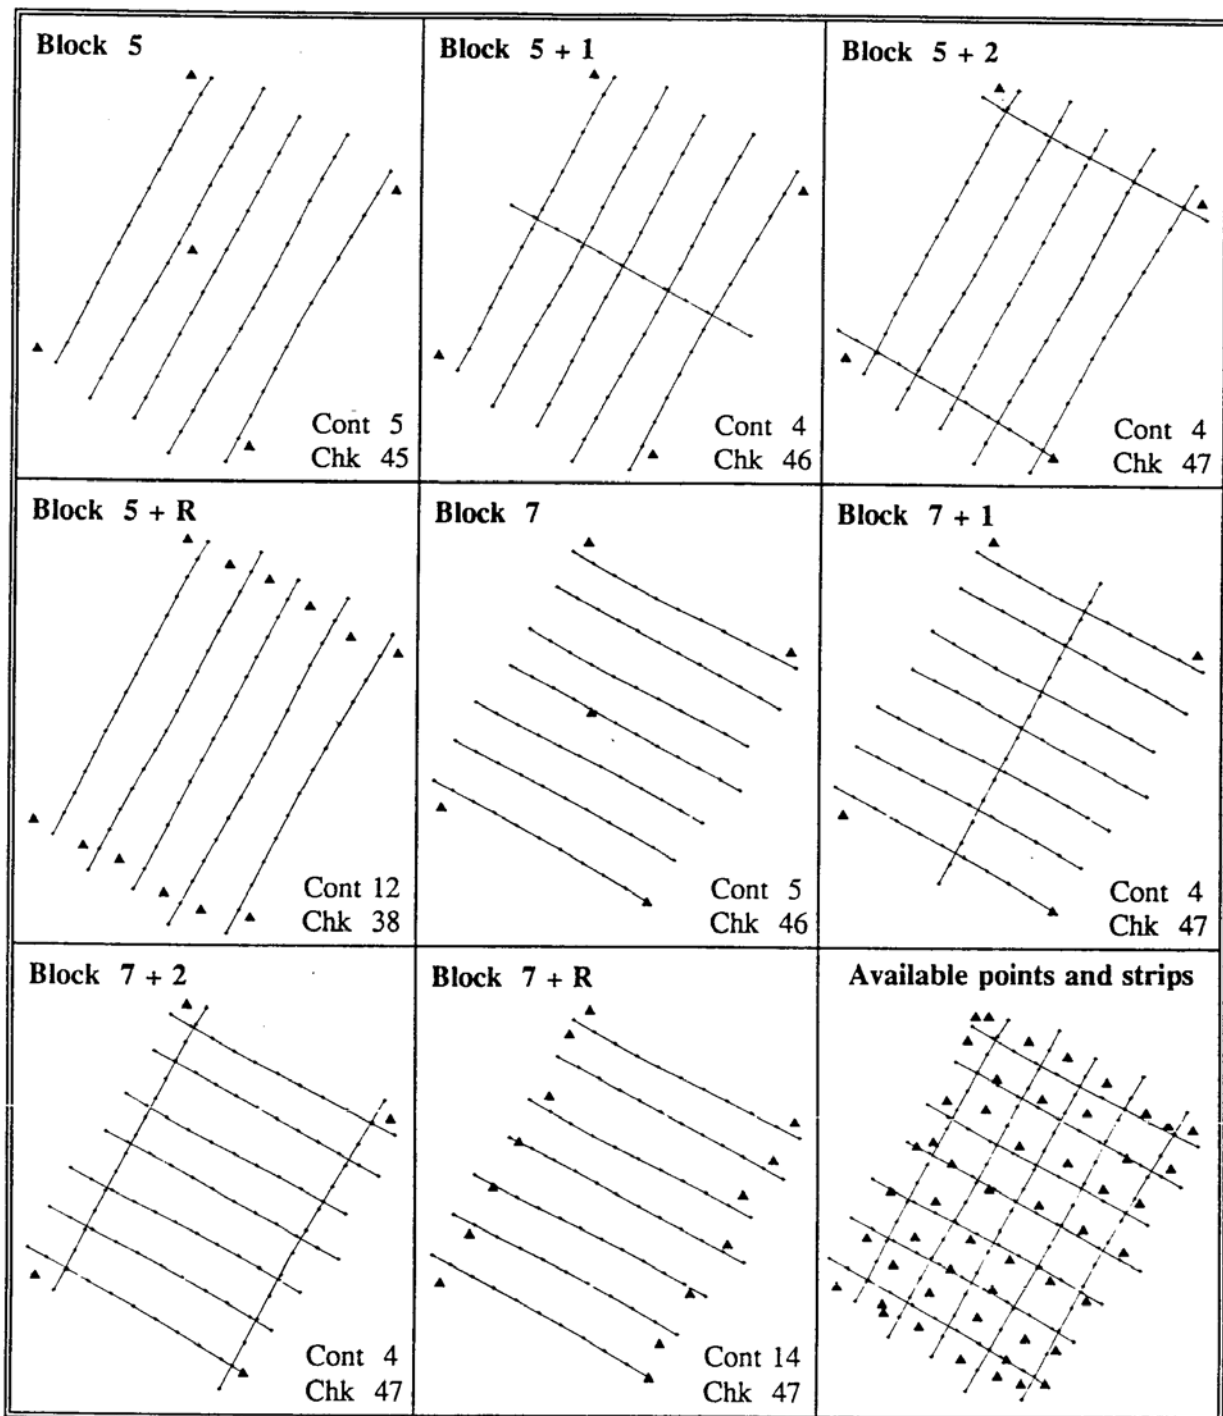 Block 5
Cont 5
Chk 45
Block 5 + 1
Cont 4
Chk 46
Block 5 + 2
Cont 4
Chk 47
Block 5 + R
Cont 12
Chk 38
Block 7
Cont 5
Chk 46
Block 7 + 1
Cont 4
Chk 47
Block 7 + 2
Cont 4
Chk 47
Block 7 + R
Cont 14
Chk 47
Available points and strips